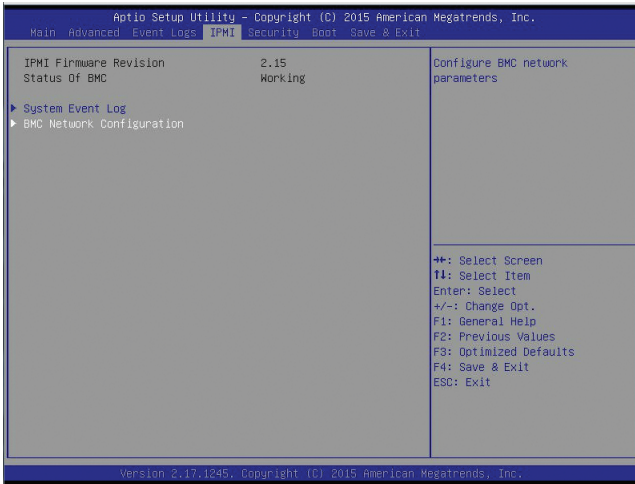 Aptio Setup Utility – Copyright (C) 2015 American Megatrends, Inc.
Main Advanced Event Logs IPMI Security Boot Save & Exit
IPMI Firmware Revision 2.15
Status Of BMC Working
System Event Log
BMC Network Configuration
Configure BMC network
parameters
→←: Select Screen
↑↓: Select Item
Enter: Select
+/-: Change Opt.
F1: General Help
F2: Previous Values
F3: Optimized Defaults
F4: Save & Exit
ESC: Exit
Version 2.17.1245. Copyright (C) 2015 American Megatrends, Inc.